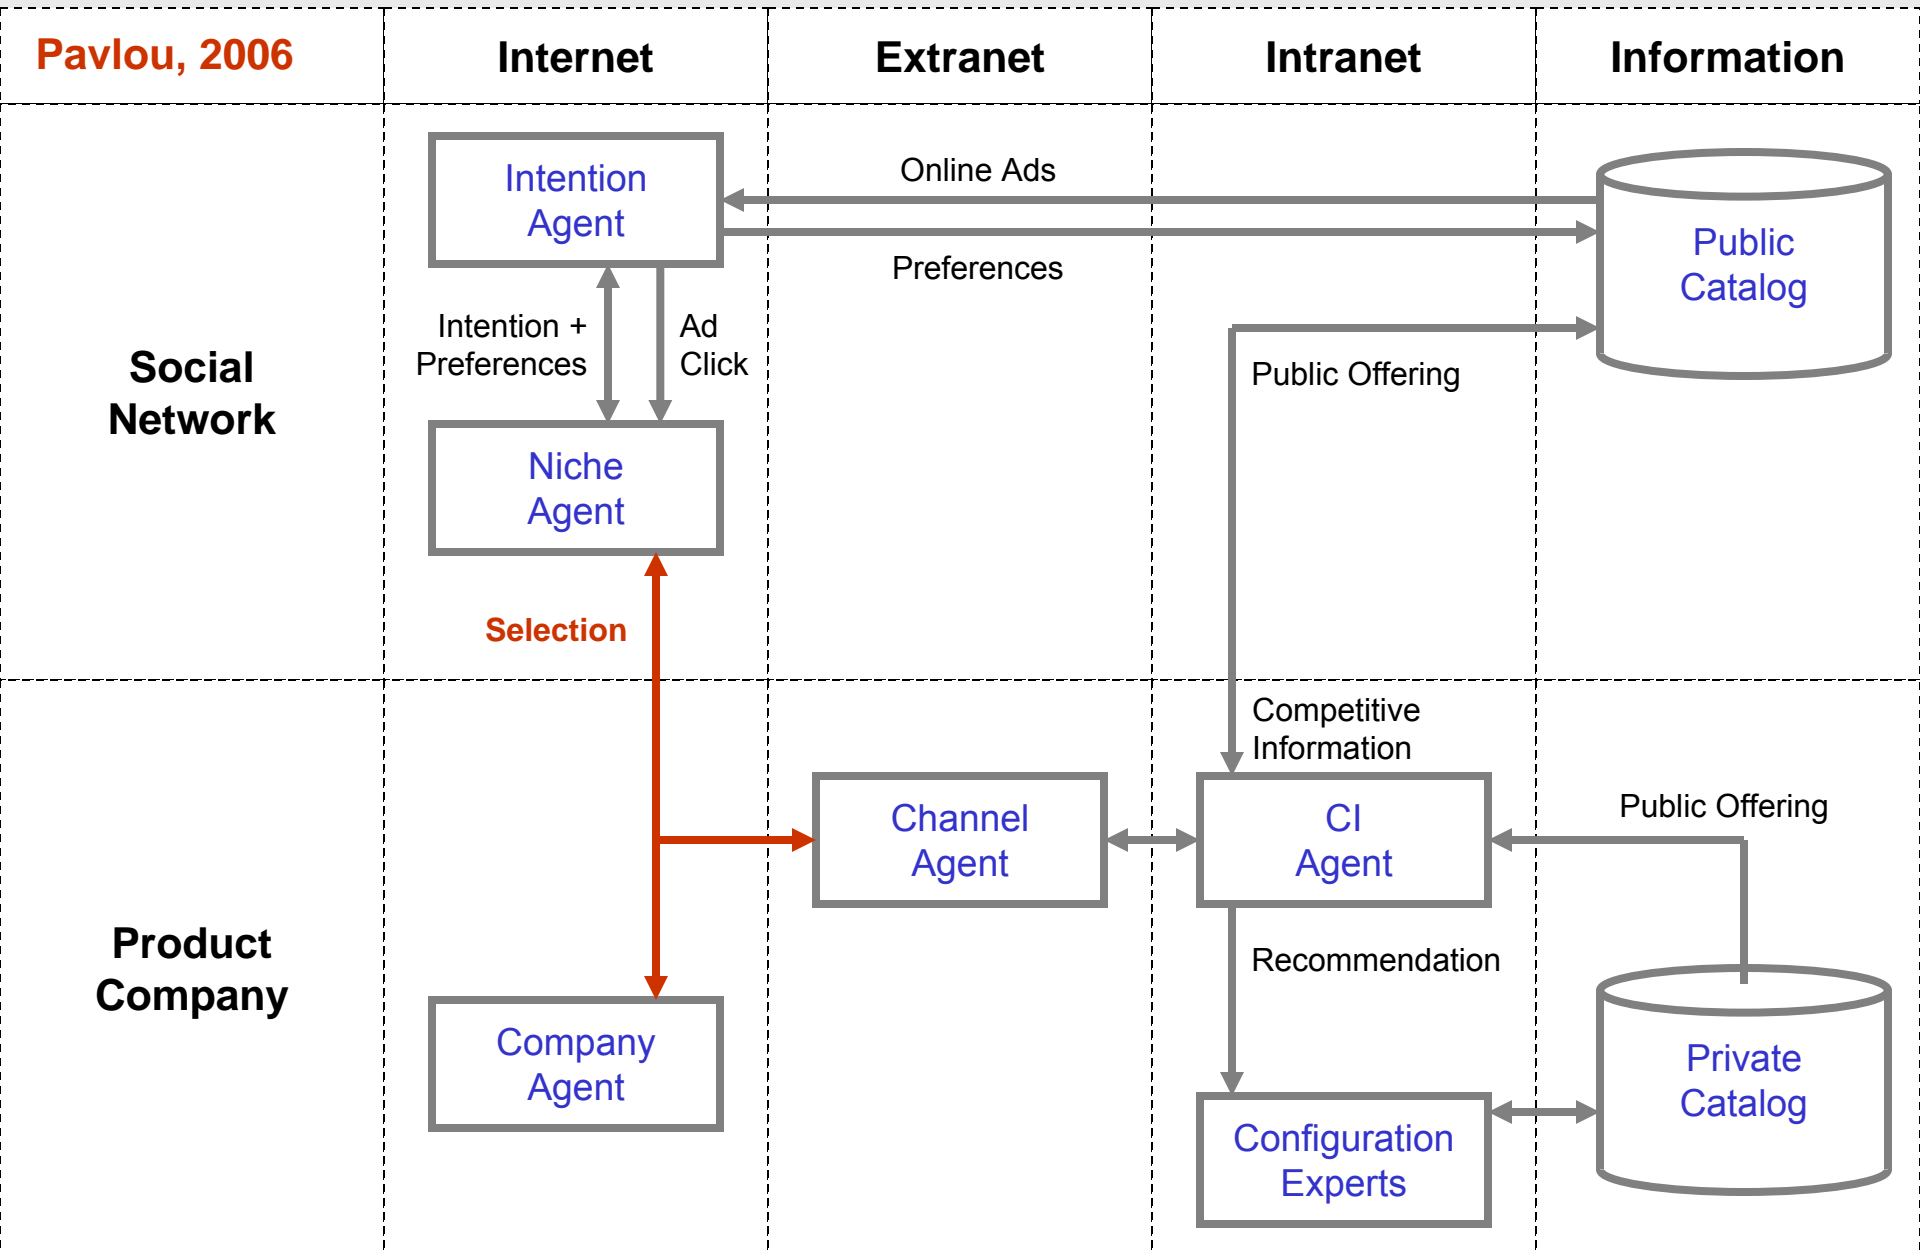 Pavlou, 2006
Internet
Extranet
Intranet
Information
Social
Network
Intention
Agent
Online Ads
Preferences
Public
Catalog
Intention +
Preferences
Ad
Click
Public Offering
Niche
Agent
Selection
Product
Company
Competitive
Information
Channel
Agent
CI
Agent
Public Offering
Recommendation
Company
Agent
Configuration
Experts
Private
Catalog